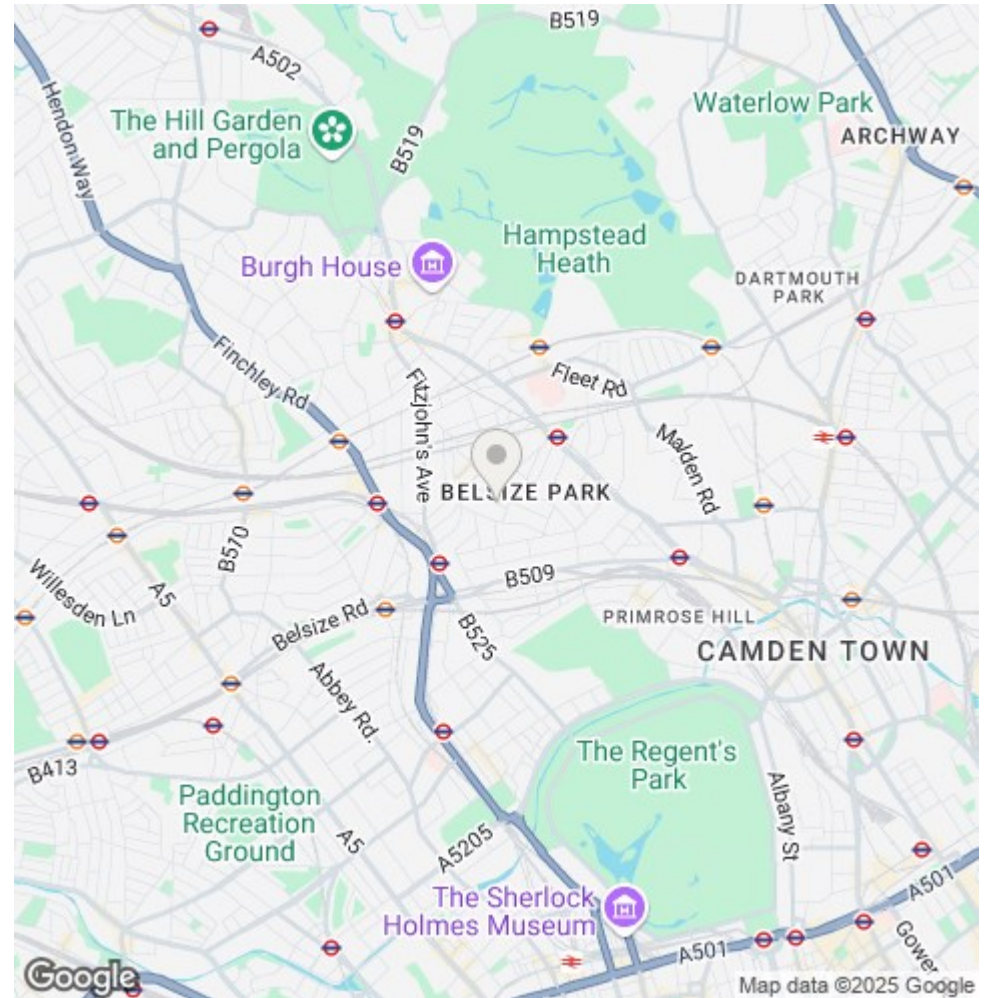 B519
A502
Hendon Way
The Hill Garden
and Pergola
B519
Waterlow Park
ARCHWAY
Hampstead
Heath
Burgh House
DARTMOUTH
PARK
Finchley Rd
Fitzjohn's Ave
Fleet Rd
Malden Rd
BELSIZE PARK
B570
Willesden Ln
A5
B509
Belsize Rd
B525
PRIMROSE HILL
CAMDEN TOWN
Abbey Rd.
The Regent's
Park
B413
Paddington
Recreation
Ground
Albany St
A5
A5205
The Sherlock
Holmes Museum
A501
A501
Gower
Google
Map data ©2025 Google